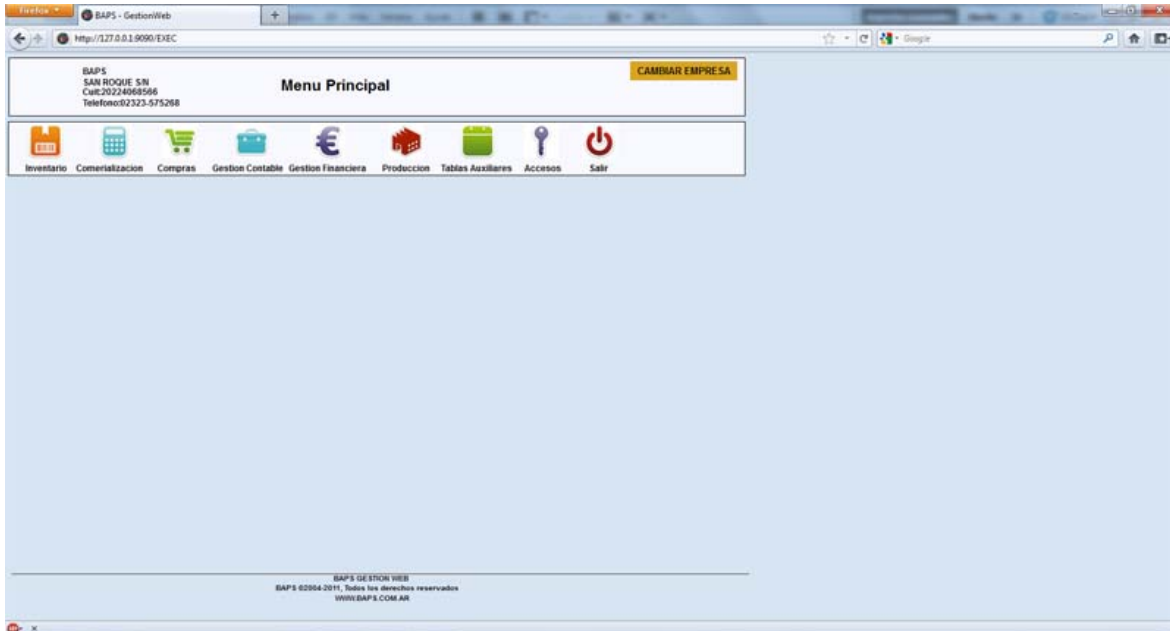 Firefox
BAPS - GestionWeb
http://127.0.0.1:9090/EXEC
Google
BAPS
SAN ROQUE S/N
Cuit:20224068566
Telefono:02323-575268
Menu Principal
CAMBIAR EMPRESA
Inventario Comerializacion Compras Gestion Contable Gestion Financiera Produccion Tablas Auxiliares Accesos Salir
BAPS GESTION WEB
BAPS ©2004-2011, Todos los derechos reservados
WWW.BAPS.COM.AR